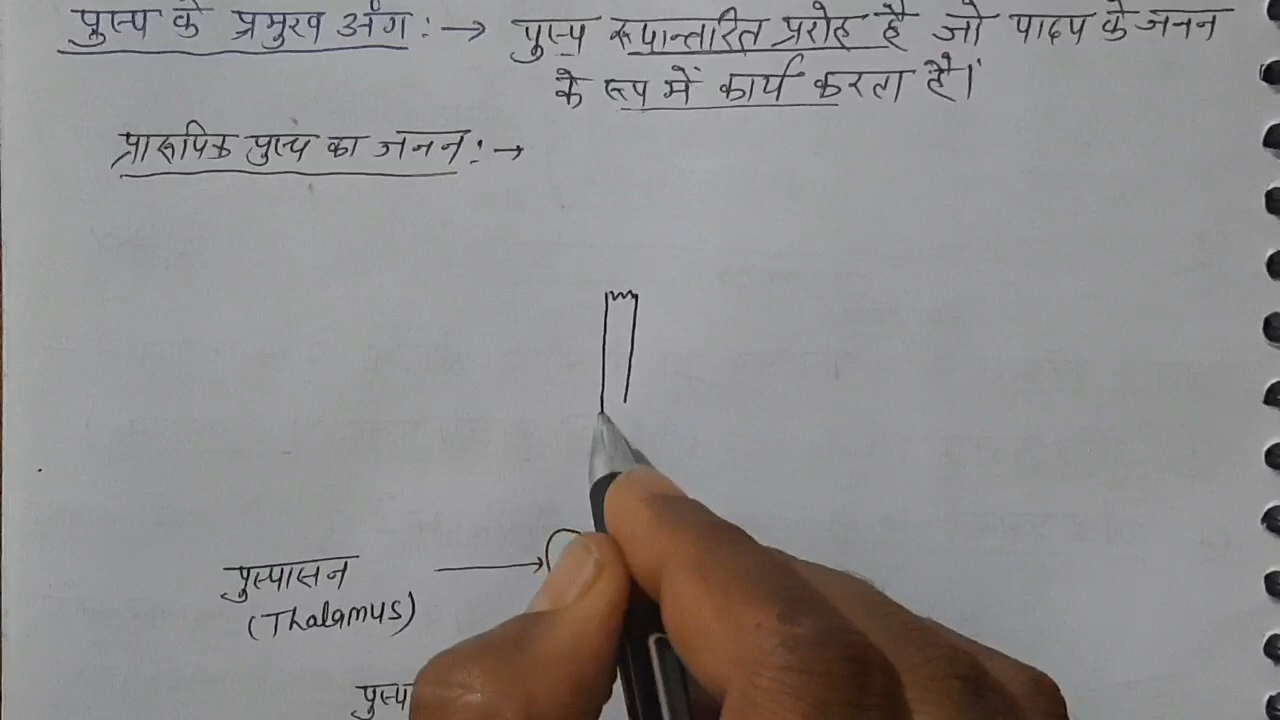 पुष्प के प्रमुख अंग :→ पुष्प रूपान्तरित प्ररोह है जो पादप के जनन
के रूप में कार्य करता है।
प्रारूपिक पुष्प का जनन :→
पुष्पासन
(Thalamus)
पुष्प